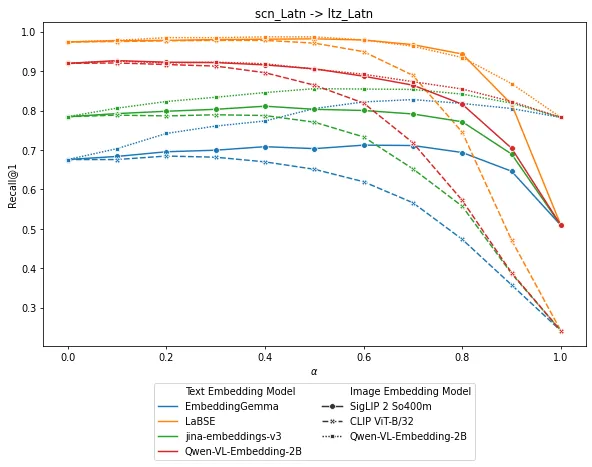 scn_Latn -> ltz_Latn
Recall@1
1.0
0.9
0.8
0.7
0.6
0.5
0.4
0.3
0.0
0.2
0.4
0.6
0.8
1.0
α
Text Embedding Model
EmbeddingGemma
LaBSE
jina-embeddings-v3
Qwen-VL-Embedding-2B
Image Embedding Model
SigLIP 2 So400m
CLIP ViT-B/32
Qwen-VL-Embedding-2B